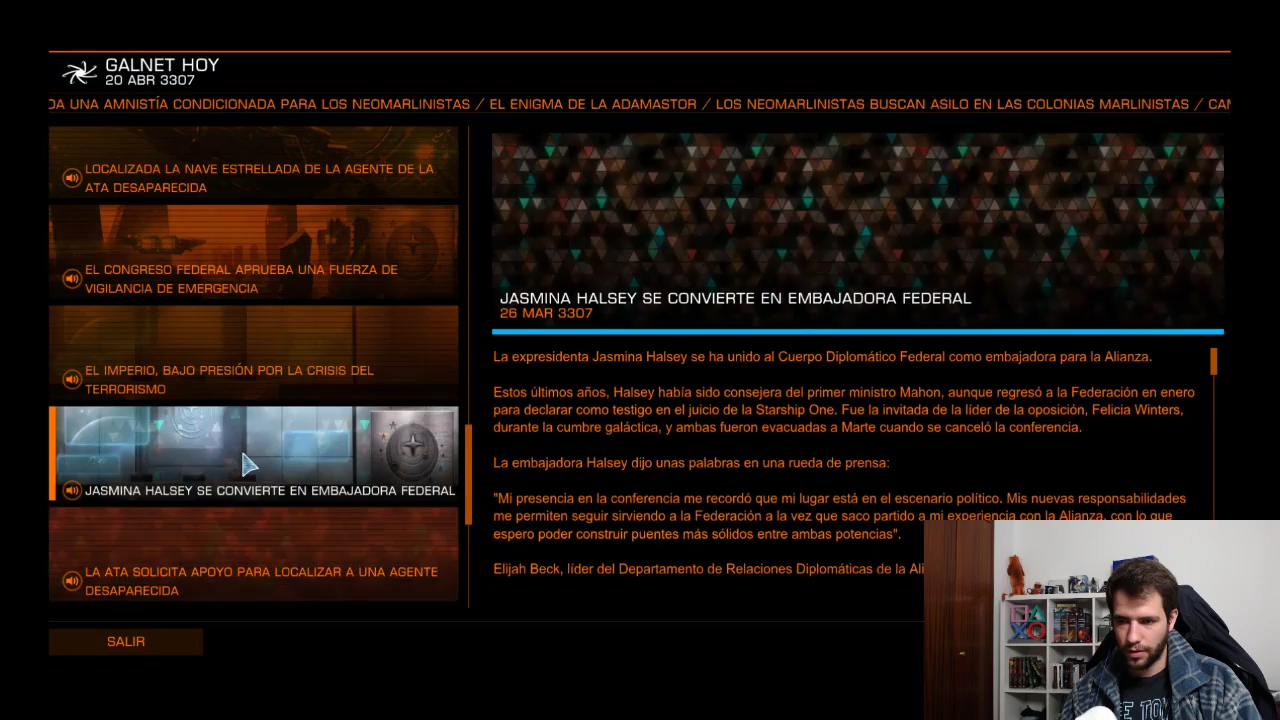 GALNET HOY
20 ABR 3307
DA UNA AMNISTÍA CONDICIONADA PARA LOS NEOMARLINISTAS / EL ENIGMA DE LA ADAMASTOR / LOS NEOMARLINISTAS BUSCAN ASILO EN LAS COLONIAS MARLINISTAS /
LOCALIZADA LA NAVE ESTRELLADA DE LA AGENTE DE LA
ATA DESAPARECIDA
EL CONGRESO FEDERAL APRUEBA UNA FUERZA DE
VIGILANCIA DE EMERGENCIA
EL IMPERIO, BAJO PRESIÓN POR LA CRISIS DEL
TERRORISMO
JASMINA HALSEY SE CONVIERTE EN EMBAJADORA FEDERAL
LA ATA SOLICITA APOYO PARA LOCALIZAR A UNA AGENTE
DESAPARECIDA
SALIR
JASMINA HALSEY SE CONVIERTE EN EMBAJADORA FEDERAL
26 MAR 3307
La expresidenta Jasmina Halsey se ha unido al Cuerpo Diplomático Federal como embajadora para la Alianza.
Estos últimos años, Halsey había sido consejera del primer ministro Mahon, aunque regresó a la Federación en enero
para declarar como testigo en el juicio de la Starship One. Fue la invitada de la líder de la oposición, Felicia Winters,
durante la cumbre galáctica, y ambas fueron evacuadas a Marte cuando se canceló la conferencia.
La embajadora Halsey dijo unas palabras en una rueda de prensa:
"Mi presencia en la conferencia me recordó que mi lugar está en el escenario político. Mis nuevas responsabilidades
me permiten seguir sirviendo a la Federación a la vez que saco partido a mi experiencia con la Alianza, con lo que
espero poder construir puentes más sólidos entre ambas potencias".
Elijah Beck, líder del Departamento de Relaciones Diplomáticas de la